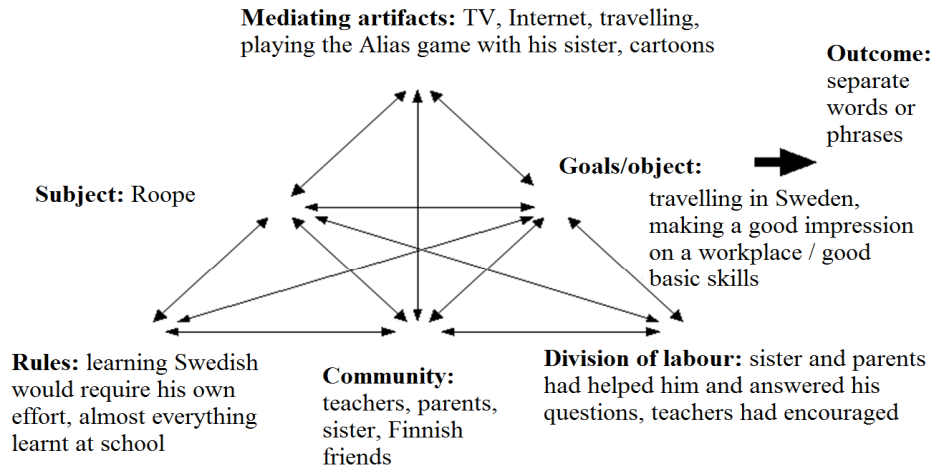 Mediating artifacts: TV, Internet, travelling,
playing the Alias game with his sister, cartoons
Outcome:
separate
words or
phrases
Subject: Roope
Goals/object:
travelling in Sweden,
making a good impression
on a workplace / good
basic skills
Rules: learning Swedish
would require his own
effort, almost everything
learnt at school
Community:
teachers, parents,
sister, Finnish
friends
Division of labour: sister and parents
had helped him and answered his
questions, teachers had encouraged